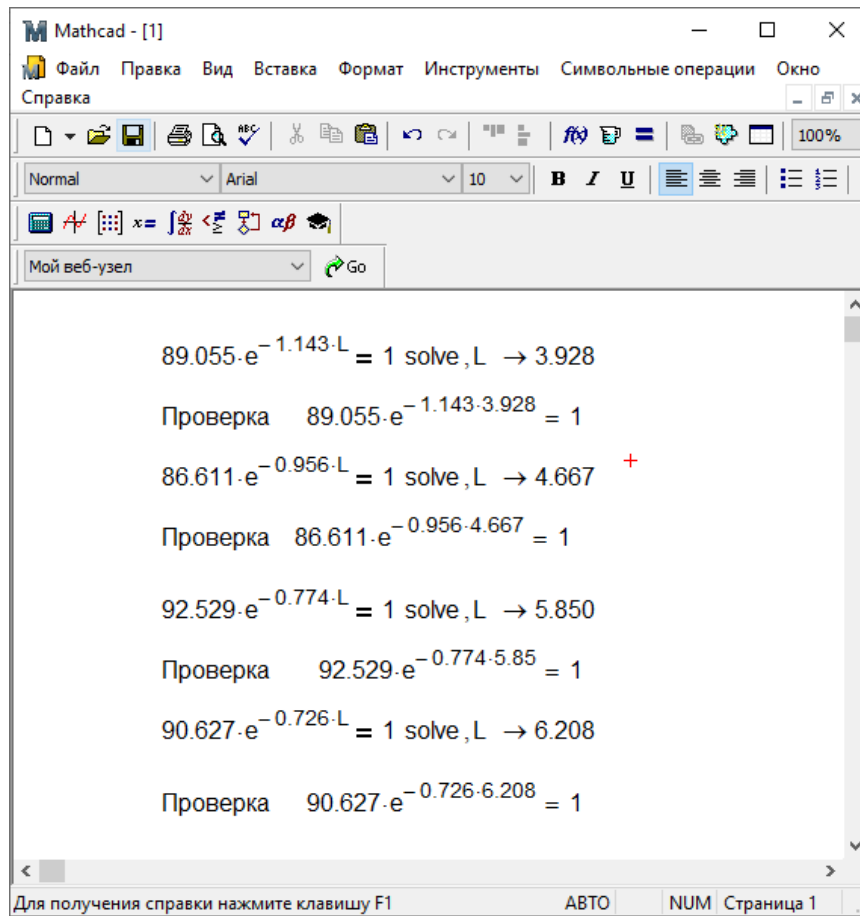 Mathcad - [1]
Файл Правка Вид Вставка Формат Инструменты Символьные операции Окно
Справка
100%
Normal Arial 10 B I U
x= αβ
Мой веб-узел Go
89.055·e^(−1.143·L) = 1 solve,L → 3.928
Проверка 89.055·e^(−1.143·3.928) = 1
86.611·e^(−0.956·L) = 1 solve,L → 4.667
Проверка 86.611·e^(−0.956·4.667) = 1
92.529·e^(−0.774·L) = 1 solve,L → 5.850
Проверка 92.529·e^(−0.774·5.85) = 1
90.627·e^(−0.726·L) = 1 solve,L → 6.208
Проверка 90.627·e^(−0.726·6.208) = 1
Для получения справки нажмите клавишу F1 АВТО NUM Страница 1